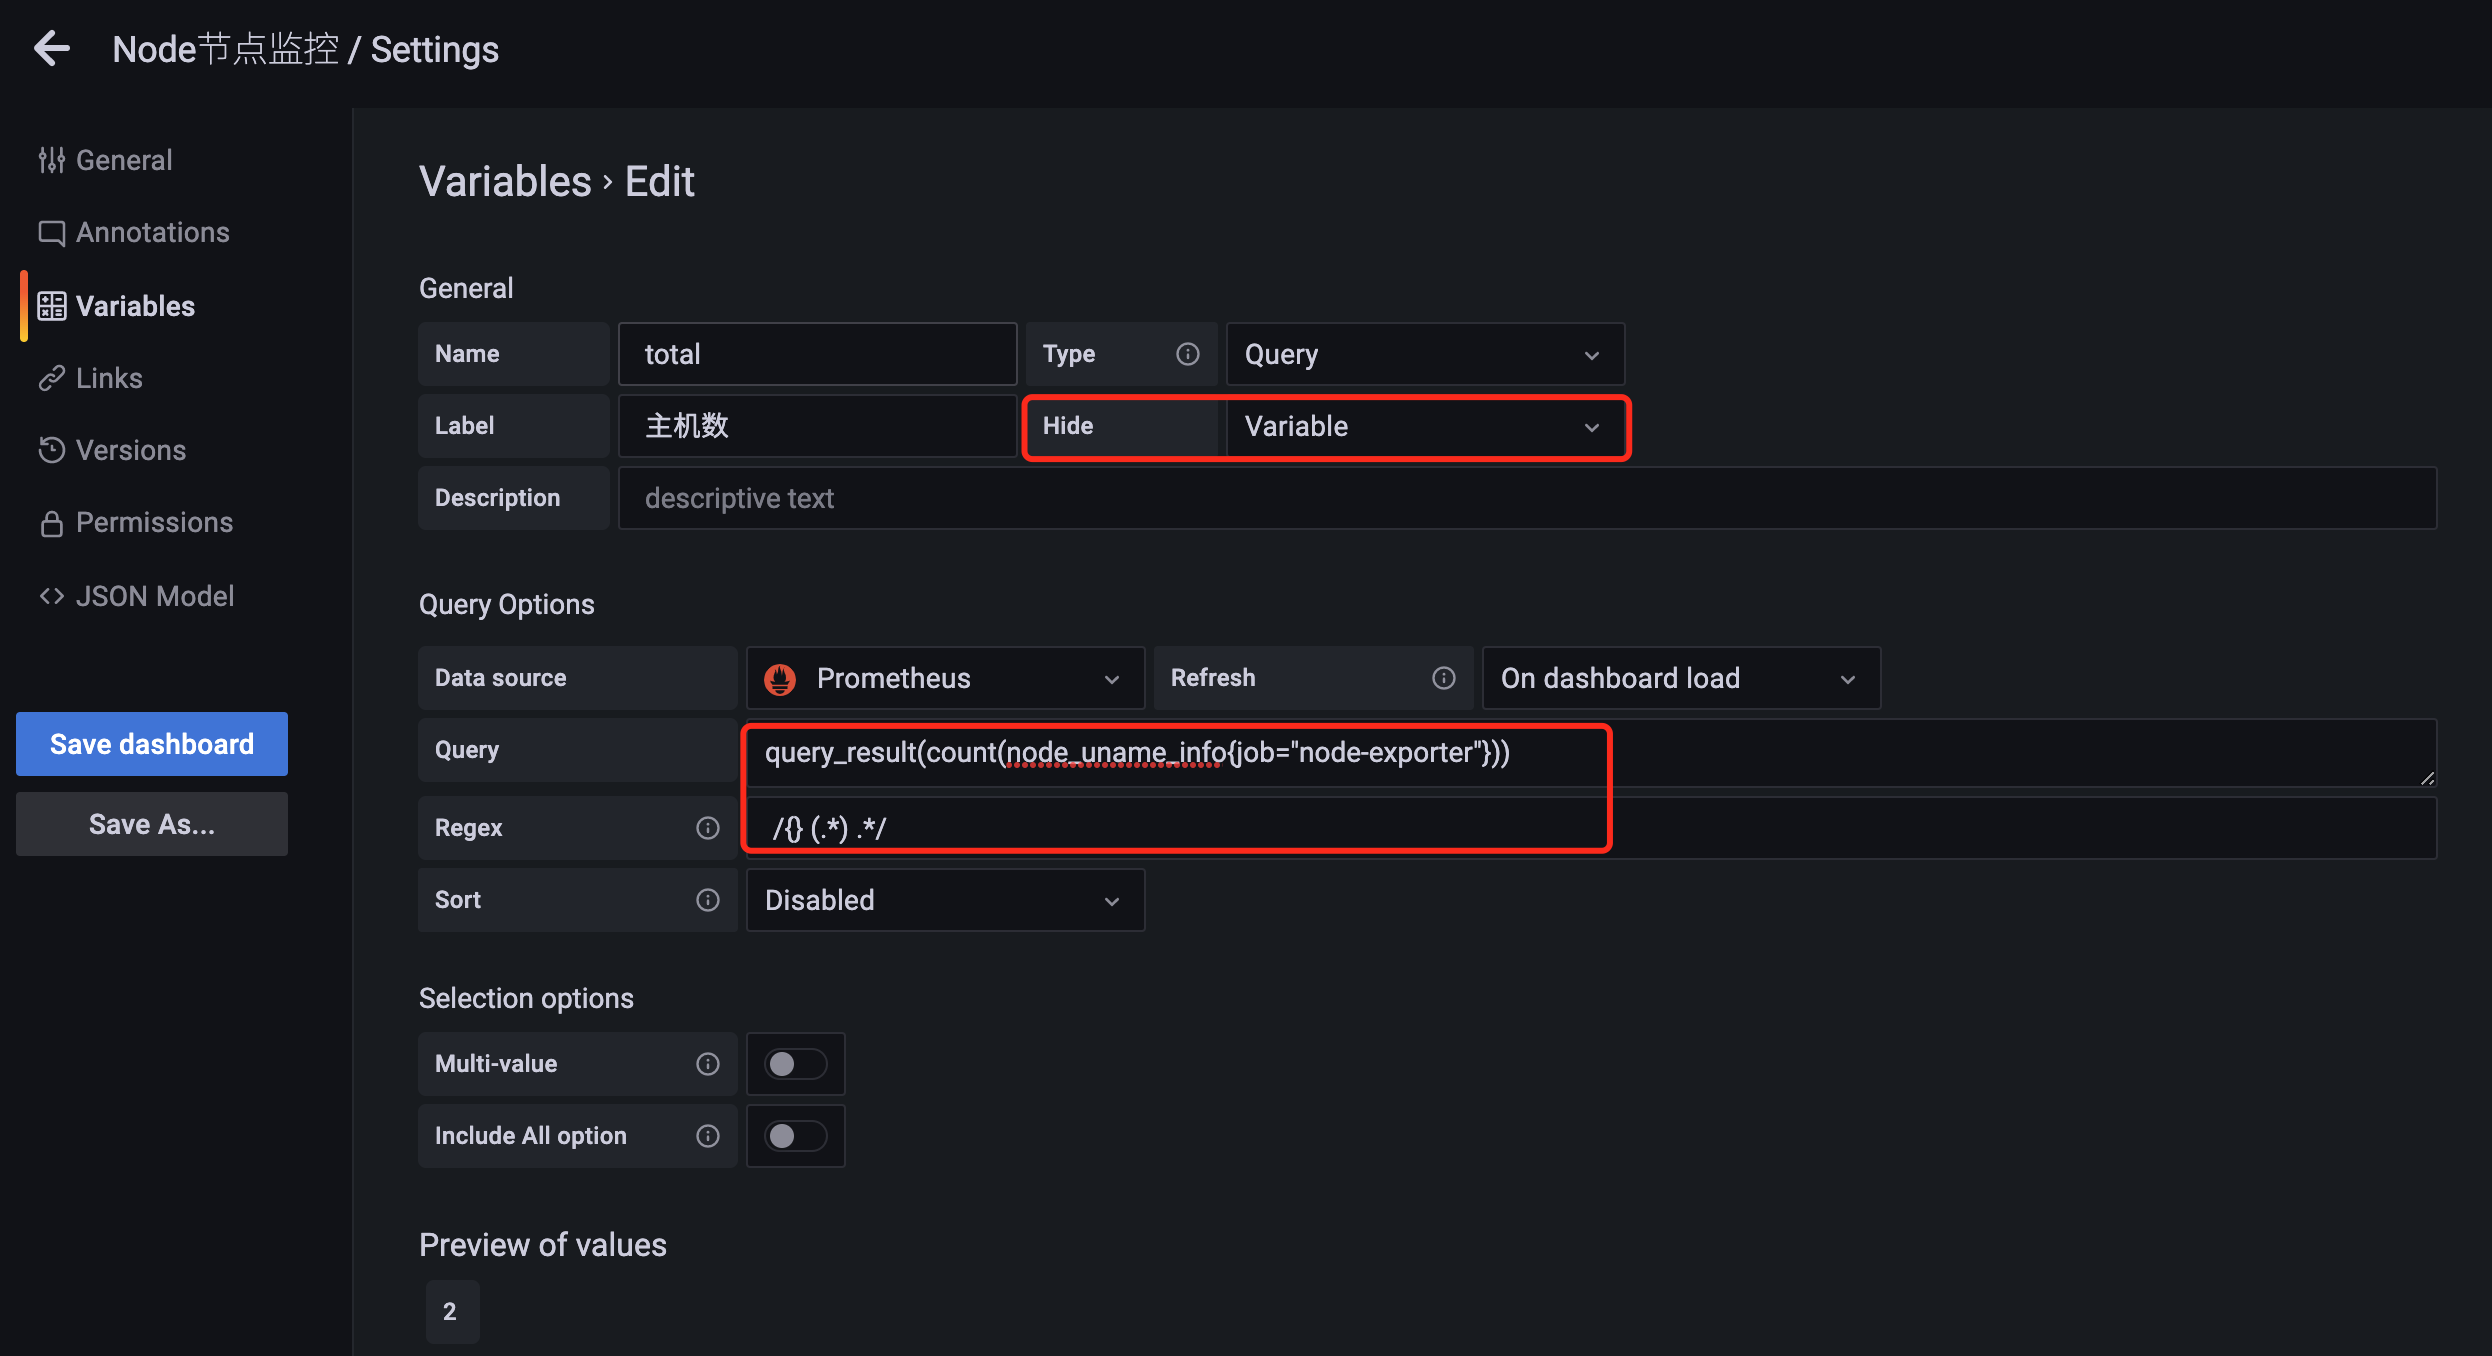 Node节点监控 / Settings
General
Annotations
Variables
Links
Versions
Permissions
JSON Model
Save dashboard
Save As...
Variables › Edit
General
Name total Type Query
Label 主机数 Hide Variable
Description descriptive text
Query Options
Data source Prometheus Refresh On dashboard load
Query query_result(count(node_uname_info{job="node-exporter"}))
Regex /{} (.*) .*/
Sort Disabled
Selection options
Multi-value
Include All option
Preview of values
2